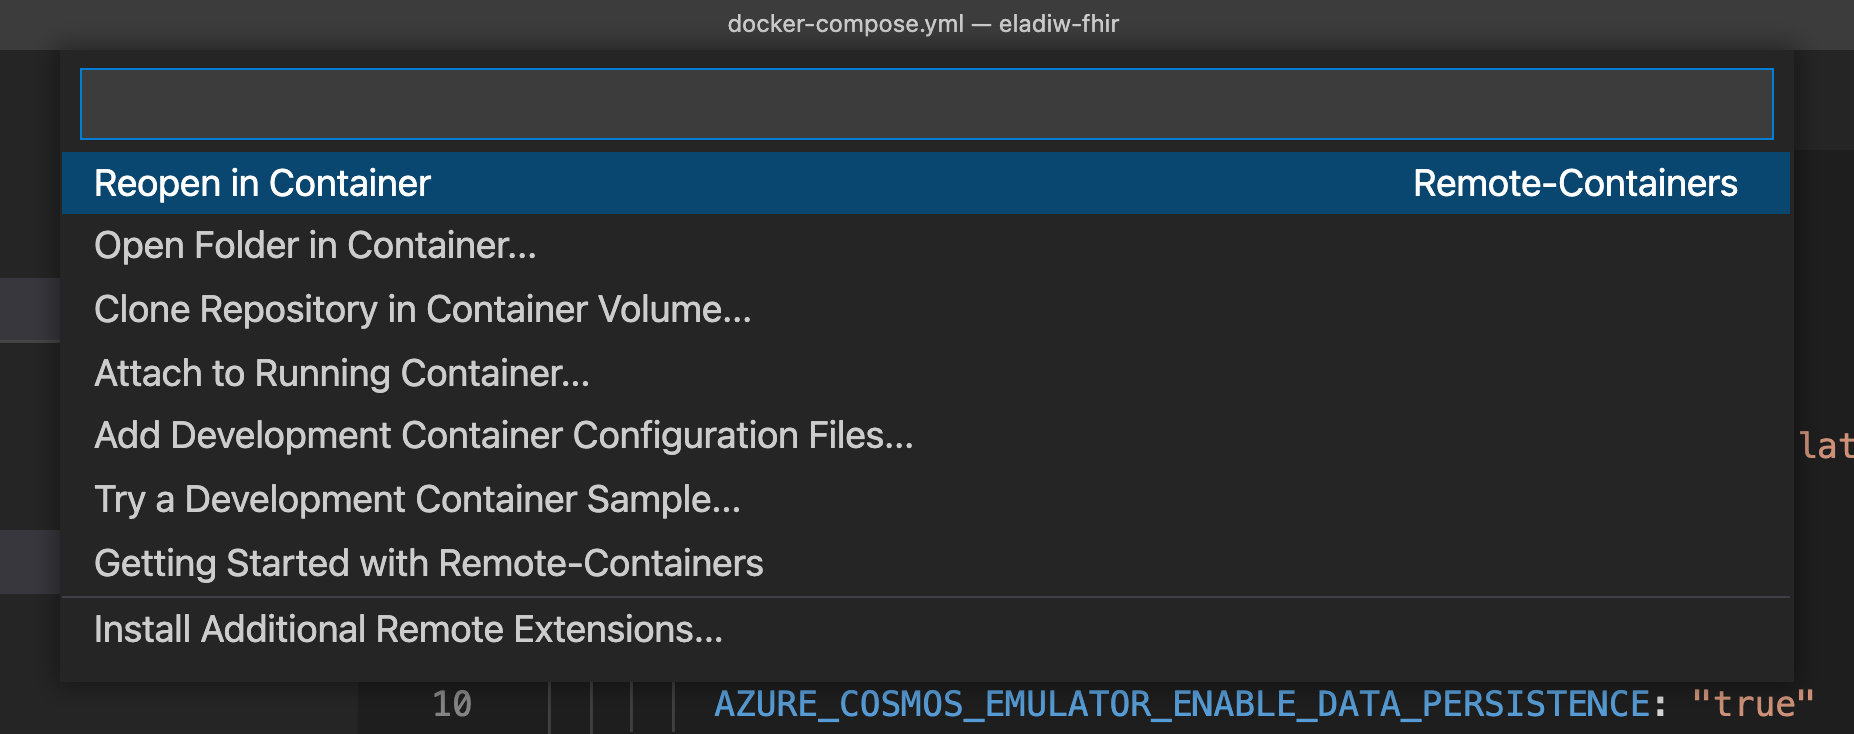 docker-compose.yml — eladiw-fhir
Reopen in Container Remote-Containers
Open Folder in Container...
Clone Repository in Container Volume...
Attach to Running Container...
Add Development Container Configuration Files...
lat
Try a Development Container Sample...
Getting Started with Remote-Containers
Install Additional Remote Extensions...
10 AZURE_COSMOS_EMULATOR_ENABLE_DATA_PERSISTENCE: "true"